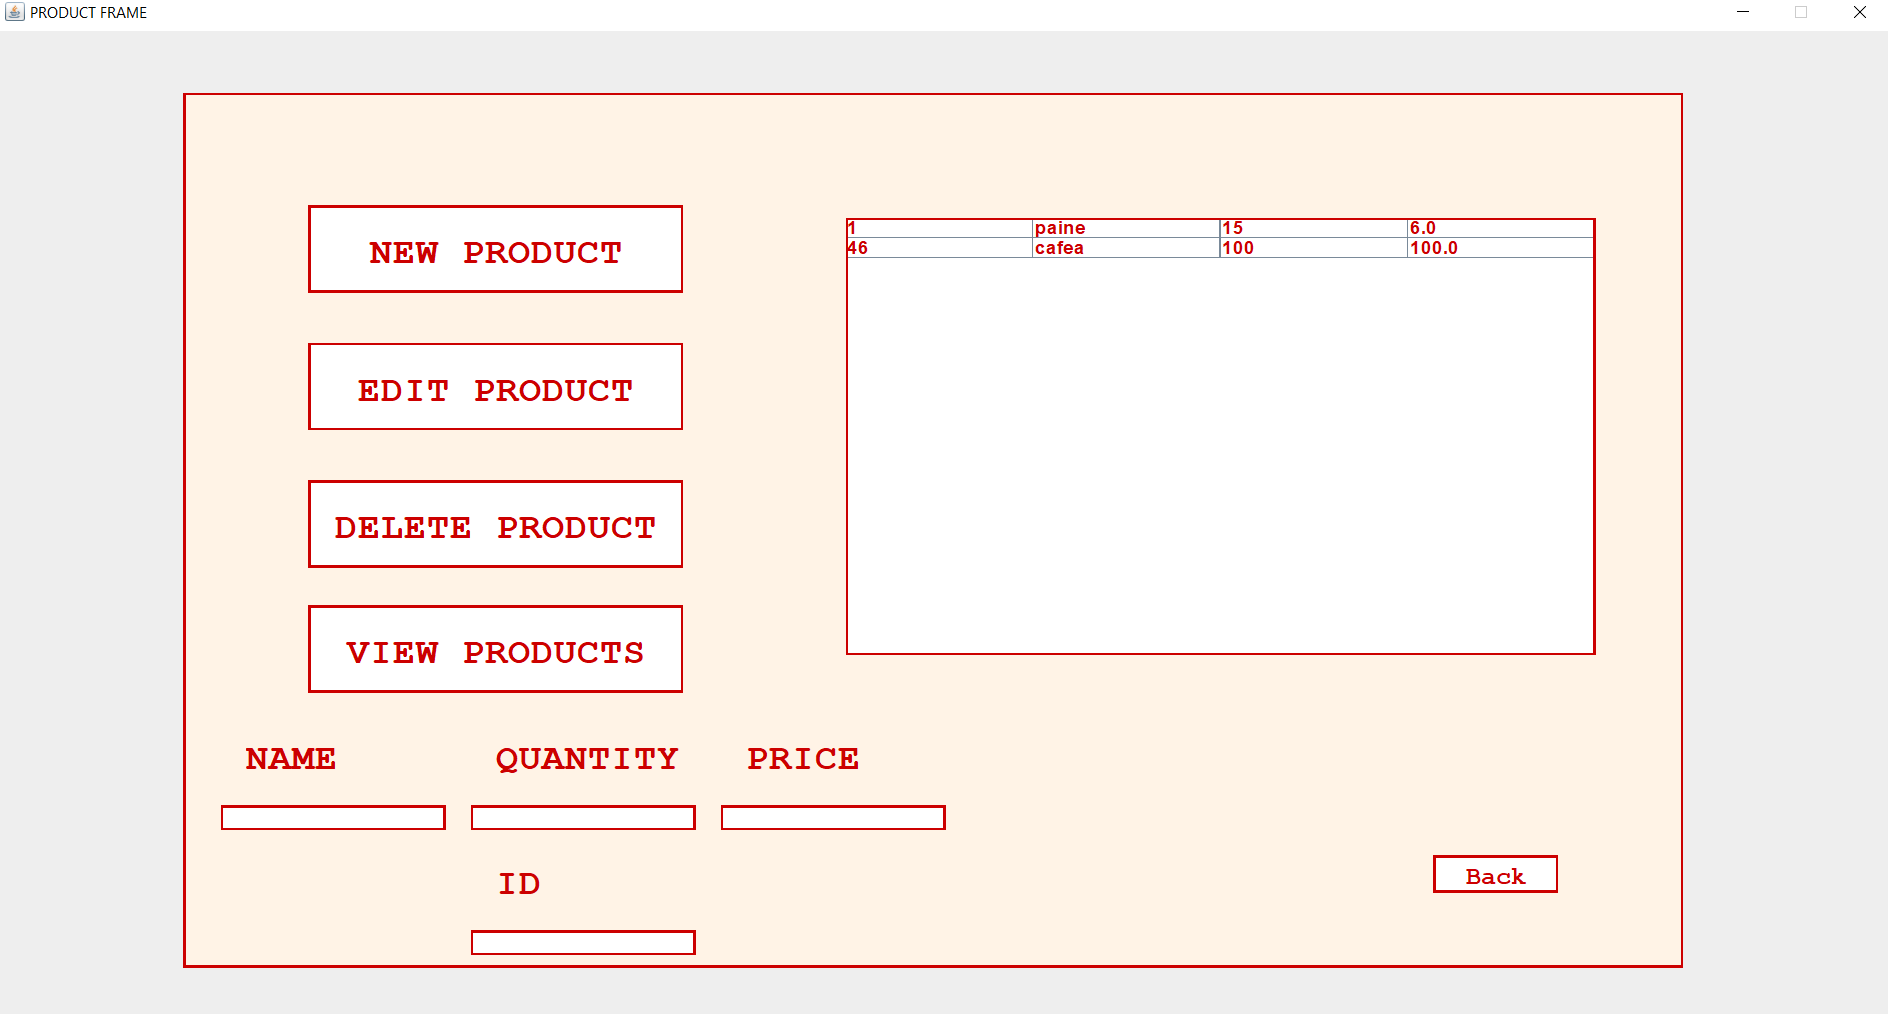 PRODUCT FRAME
NEW PRODUCT
EDIT PRODUCT
DELETE PRODUCT
VIEW PRODUCTS
1 paine 15 6.0
46 cafea 100 100.0
NAME QUANTITY PRICE
ID
Back